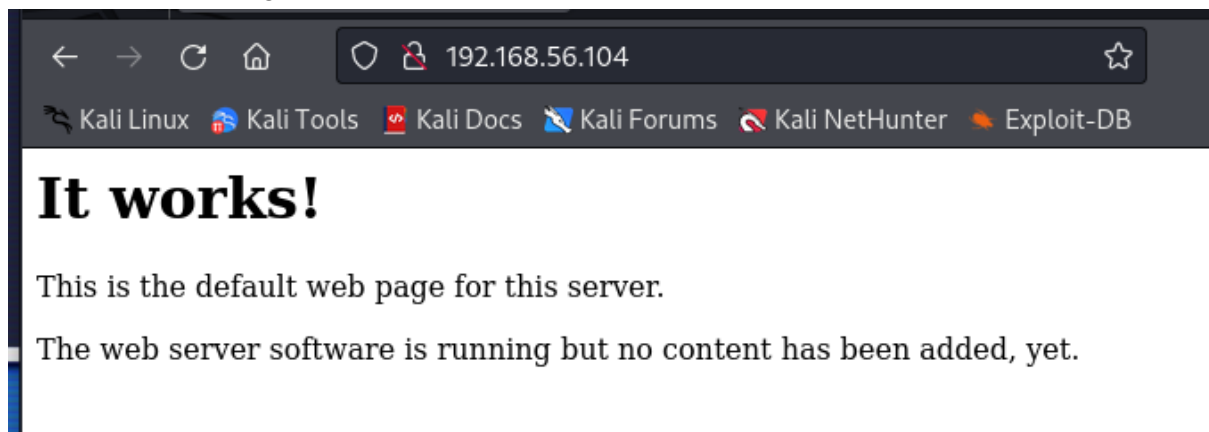 192.168.56.104
Kali Linux Kali Tools Kali Docs Kali Forums Kali NetHunter Exploit-DB
It works!
This is the default web page for this server.
The web server software is running but no content has been added, yet.